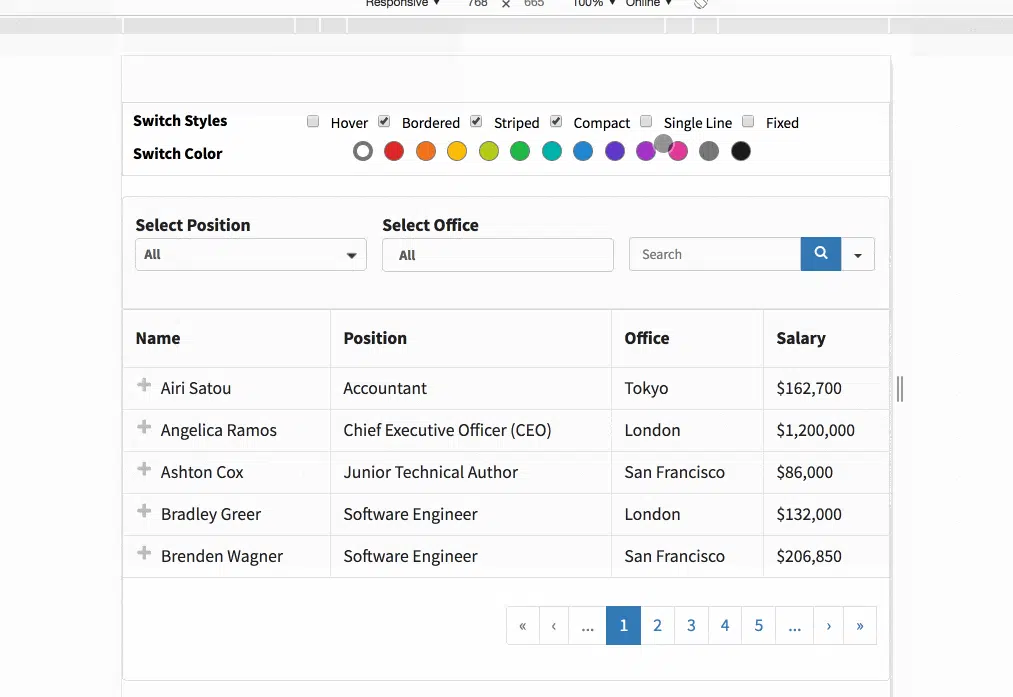 Responsive ▼ 768 × 665 100% ▼ Online ▼
Switch Styles Hover Bordered Striped Compact Single Line Fixed
Switch Color
Select Position Select Office
All All Search
Name Position Office Salary
Airi Satou Accountant Tokyo $162,700
Angelica Ramos Chief Executive Officer (CEO) London $1,200,000
Ashton Cox Junior Technical Author San Francisco $86,000
Bradley Greer Software Engineer London $132,000
Brenden Wagner Software Engineer San Francisco $206,850
« ‹ ... 1 2 3 4 5 ... › »